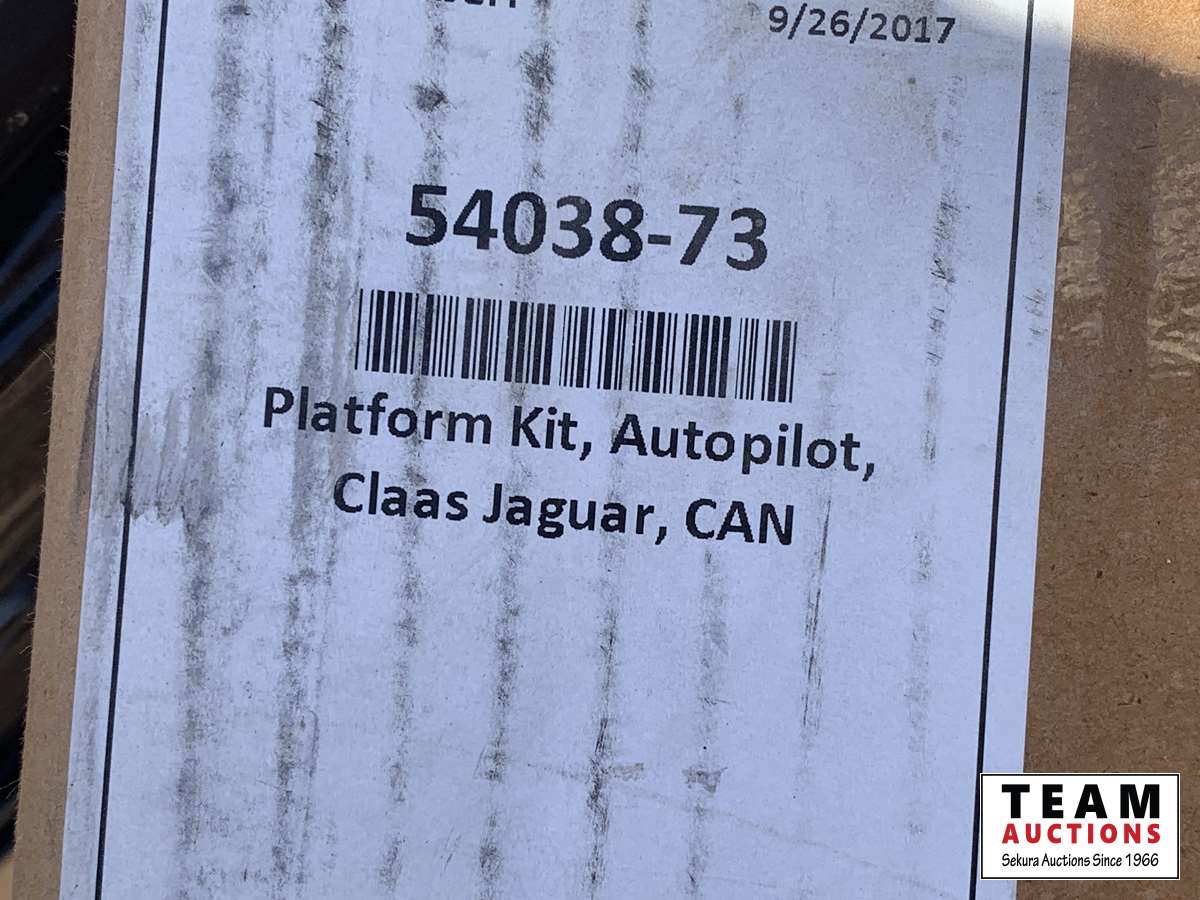 9/26/2017
54038-73
Platform Kit, Autopilot,
Claas Jaguar, CAN
TEAM
AUCTIONS
Sekura Auctions Since 1966